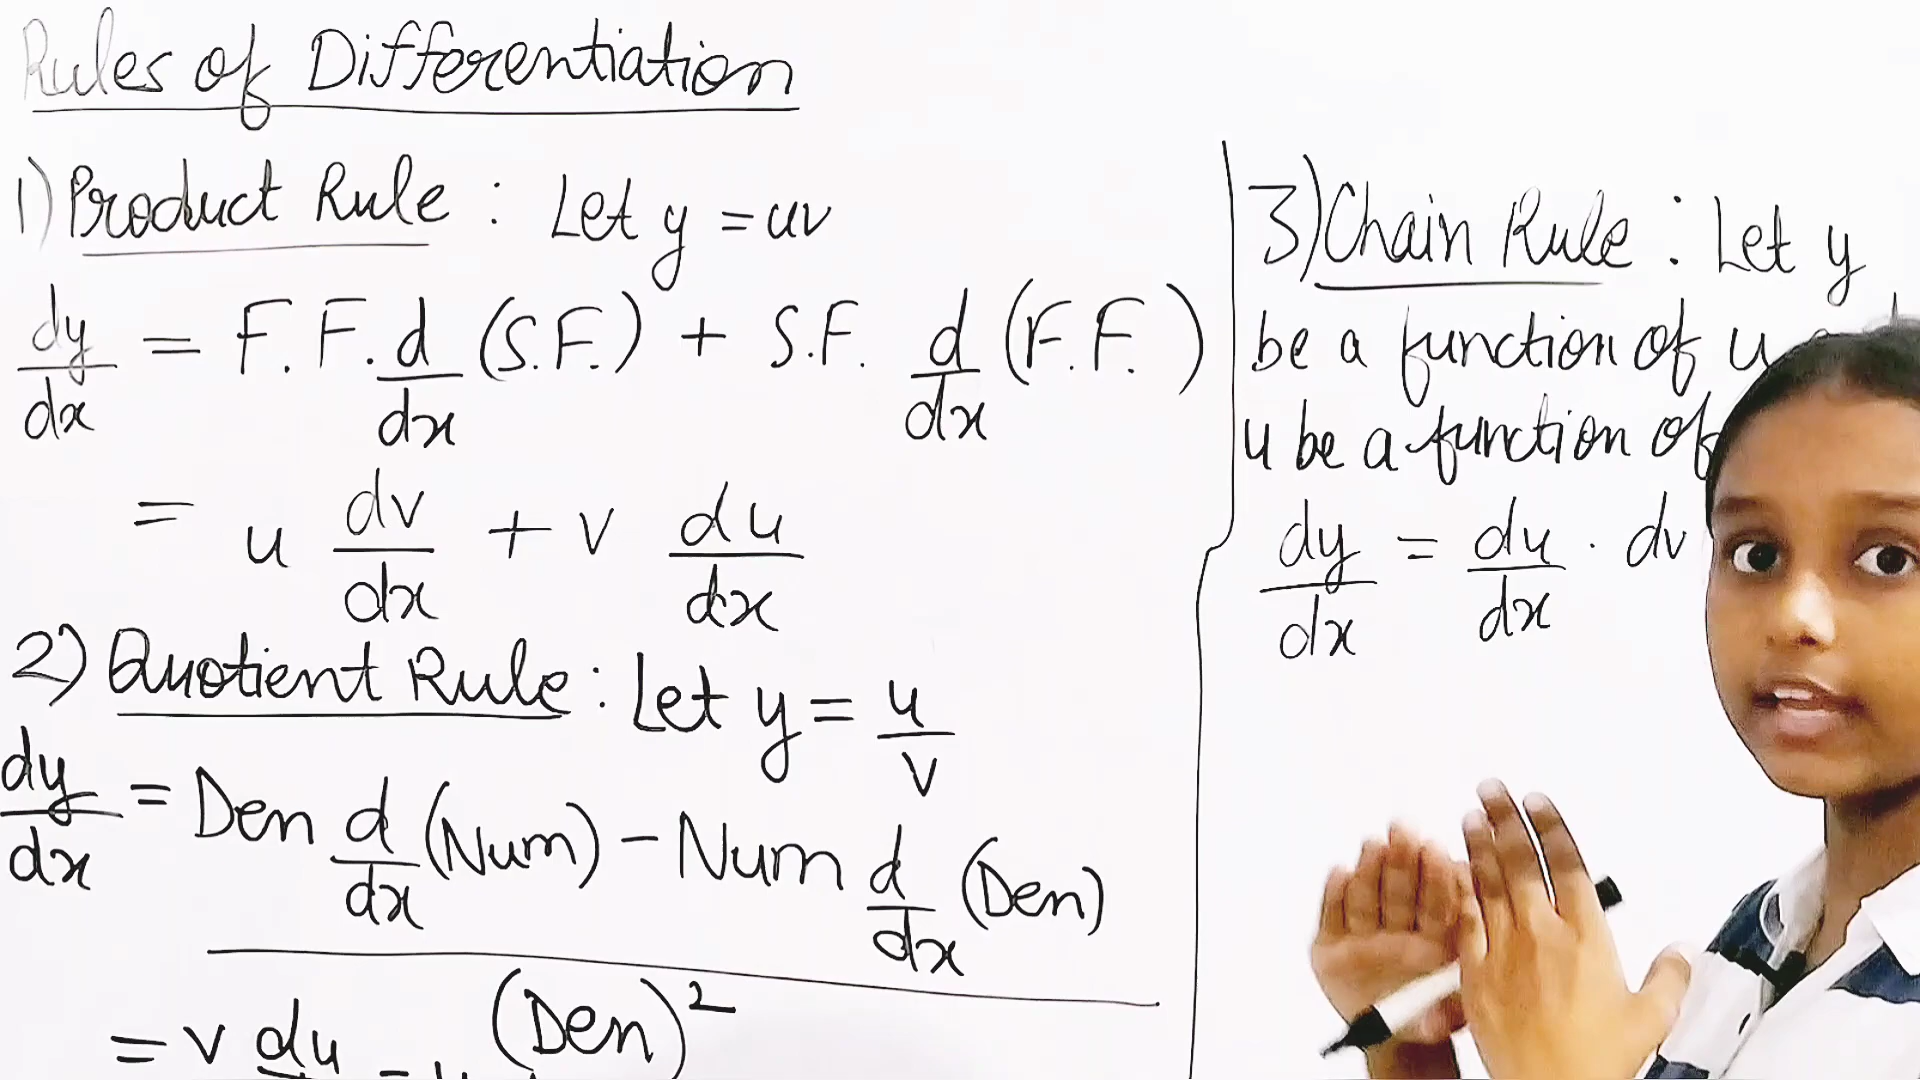 Rules of Differentiation
1) Product Rule : Let y = uv
dy/dx = F.F. d/dx (S.F.) + S.F. d/dx (F.F.)
= u dv/dx + v du/dx
2) Quotient Rule : Let y = u/v
dy/dx = Den d/dx (Num) - Num d/dx (Den)
(Den)²
= v du -
3) Chain Rule : Let y
be a function of u
u be a function of
dy/dx = du/dx . dv